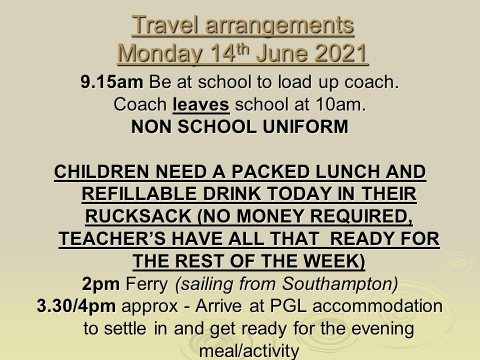 Travel arrangements
Monday 14th June 2021
9.15am Be at school to load up coach.
Coach leaves school at 10am.
NON SCHOOL UNIFORM
CHILDREN NEED A PACKED LUNCH AND
REFILLABLE DRINK TODAY IN THEIR
RUCKSACK (NO MONEY REQUIRED,
TEACHER'S HAVE ALL THAT READY FOR
THE REST OF THE WEEK)
2pm Ferry (sailing from Southampton)
3.30/4pm approx - Arrive at PGL accommodation
to settle in and get ready for the evening
meal/activity